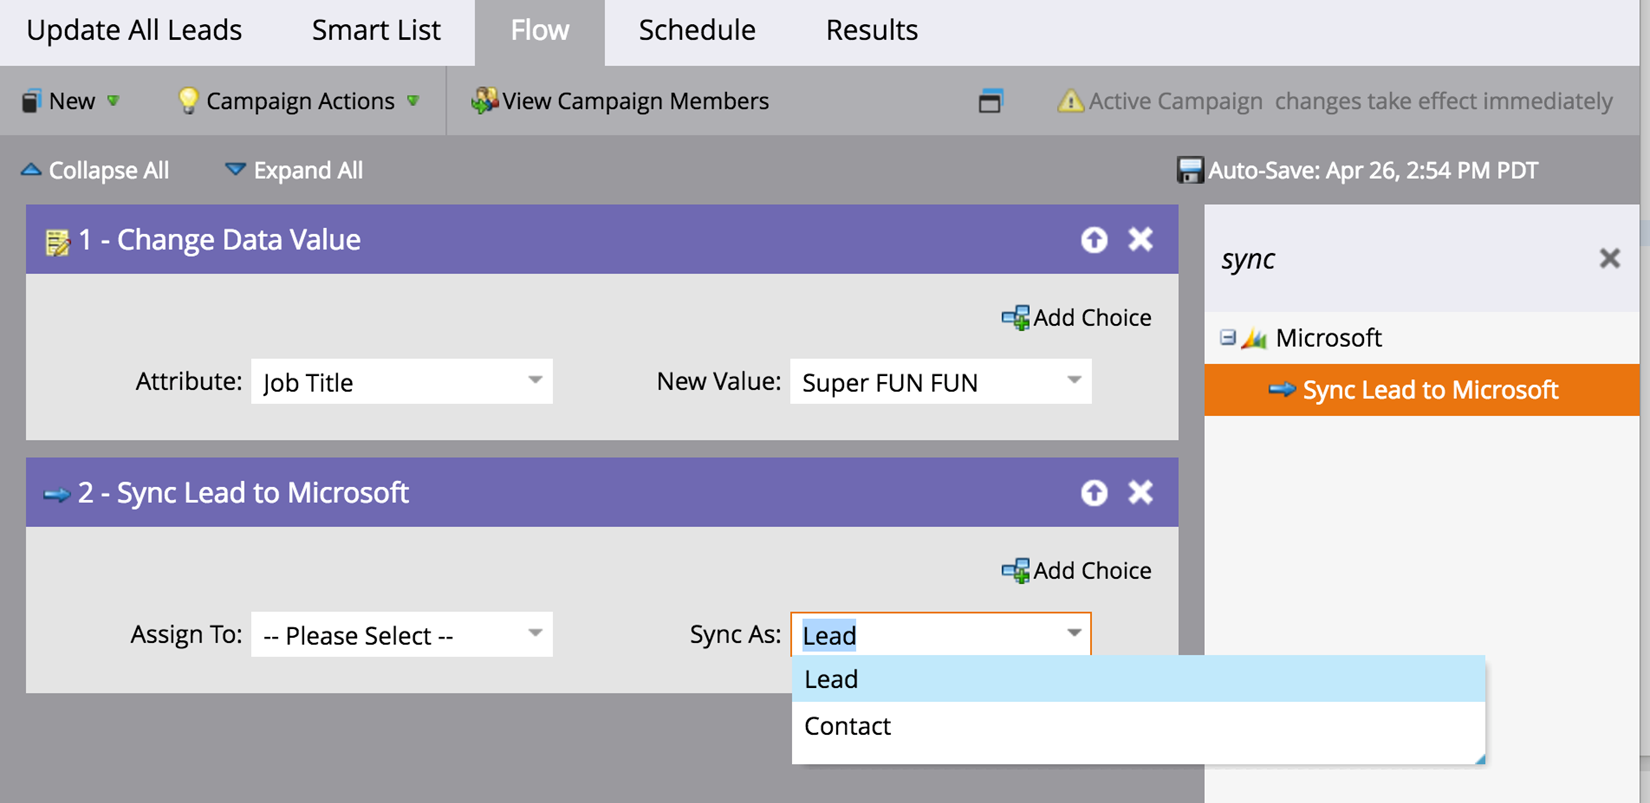 Update All Leads Smart List Flow Schedule Results
New Campaign Actions View Campaign Members Active Campaign changes take effect immediately
Collapse All Expand All Auto-Save: Apr 26, 2:54 PM PDT
1 - Change Data Value
Add Choice
Attribute: Job Title New Value: Super FUN FUN
2 - Sync Lead to Microsoft
Add Choice
Assign To: -- Please Select -- Sync As: Lead
Lead
Contact
sync
Microsoft
Sync Lead to Microsoft